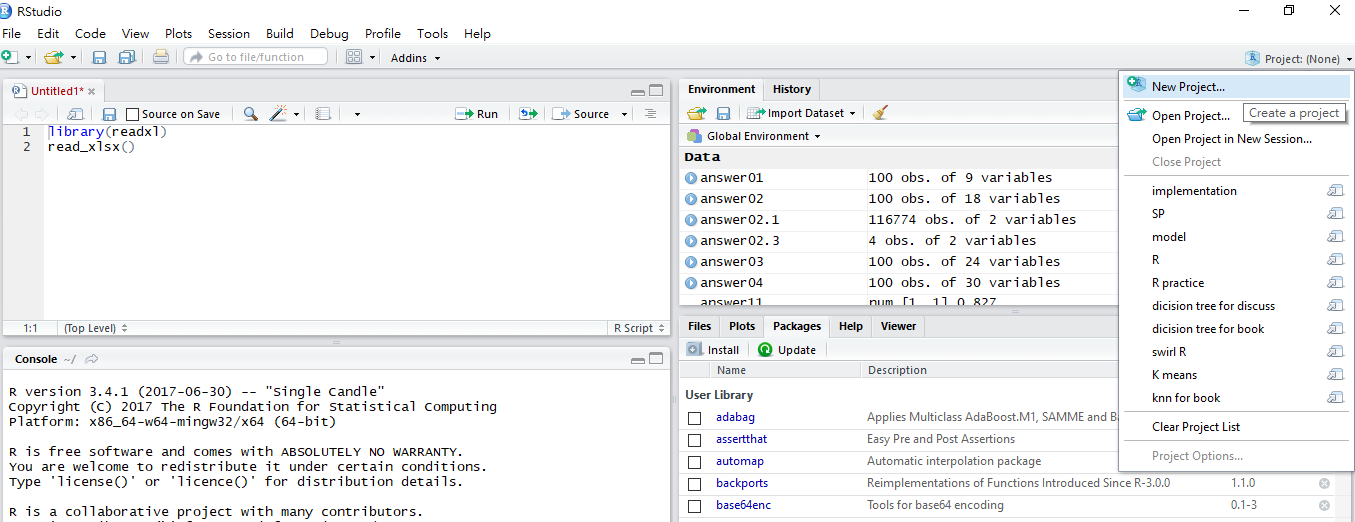 RStudio
File Edit Code View Plots Session Build Debug Profile Tools Help
Go to file/function Addins Project: (None)
Untitled1*
Source on Save Run Source
1 library(readxl)
2 read_xlsx()
1:1 (Top Level) R Script
Console ~/
R version 3.4.1 (2017-06-30) -- "Single Candle"
Copyright (C) 2017 The R Foundation for Statistical Computing
Platform: x86_64-w64-mingw32/x64 (64-bit)
R is free software and comes with ABSOLUTELY NO WARRANTY.
You are welcome to redistribute it under certain conditions.
Type 'license()' or 'licence()' for distribution details.
R is a collaborative project with many contributors.
Environment History
Import Dataset
Global Environment
Data
answer01 100 obs. of 9 variables
answer02 100 obs. of 18 variables
answer02.1 116774 obs. of 2 variables
answer02.3 4 obs. of 2 variables
answer03 100 obs. of 24 variables
answer04 100 obs. of 30 variables
answer11 num [1, 1] 0.827
Files Plots Packages Help Viewer
Install Update
Name Description
User Library
adabag Applies Multiclass AdaBoost.M1, SAMME and Ba
assertthat Easy Pre and Post Assertions
automap Automatic interpolation package
backports Reimplementations of Functions Introduced Since R-3.0.0 1.1.0
base64enc Tools for base64 encoding 0.1-3
New Project...
Create a project
Open Project...
Open Project in New Session...
Close Project
implementation
SP
model
R
R practice
dicision tree for discuss
dicision tree for book
swirl R
K means
knn for book
Clear Project List
Project Options...